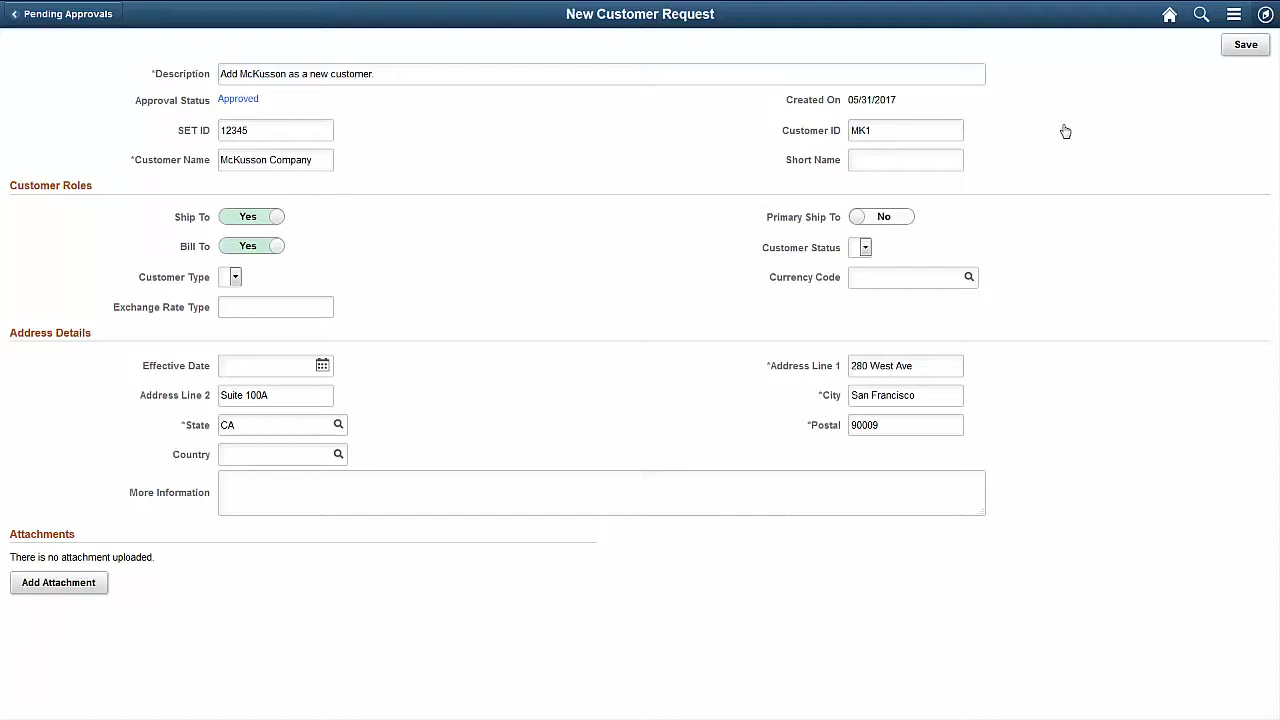 Pending Approvals New Customer Request
Save
*Description Add McKusson as a new customer.
Approval Status Approved Created On 05/31/2017
SET ID 12345 Customer ID MK1
*Customer Name McKusson Company Short Name
Customer Roles
Ship To Yes Primary Ship To No
Bill To Yes Customer Status
Customer Type Currency Code
Exchange Rate Type
Address Details
Effective Date *Address Line 1 280 West Ave
Address Line 2 Suite 100A *City San Francisco
*State CA *Postal 90009
Country
More Information
Attachments
There is no attachment uploaded.
Add Attachment